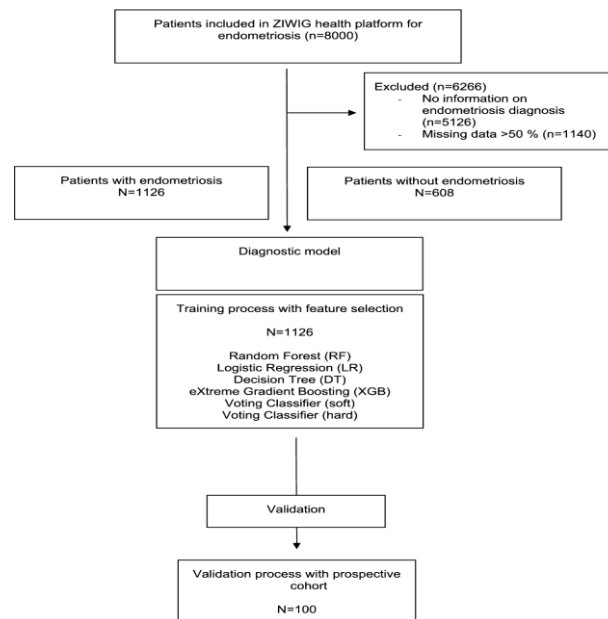 Patients included in ZIWIG health platform for
endometriosis (n=8000)
Excluded (n=6266)
- No information on
endometriosis diagnosis
(n=5126)
- Missing data >50 % (n=1140)
Patients with endometriosis
N=1126
Patients without endometriosis
N=608
Diagnostic model
Training process with feature selection
N=1126
Random Forest (RF)
Logistic Regression (LR)
Decision Tree (DT)
eXtreme Gradient Boosting (XGB)
Voting Classifier (soft)
Voting Classifier (hard)
Validation
Validation process with prospective
cohort
N=100